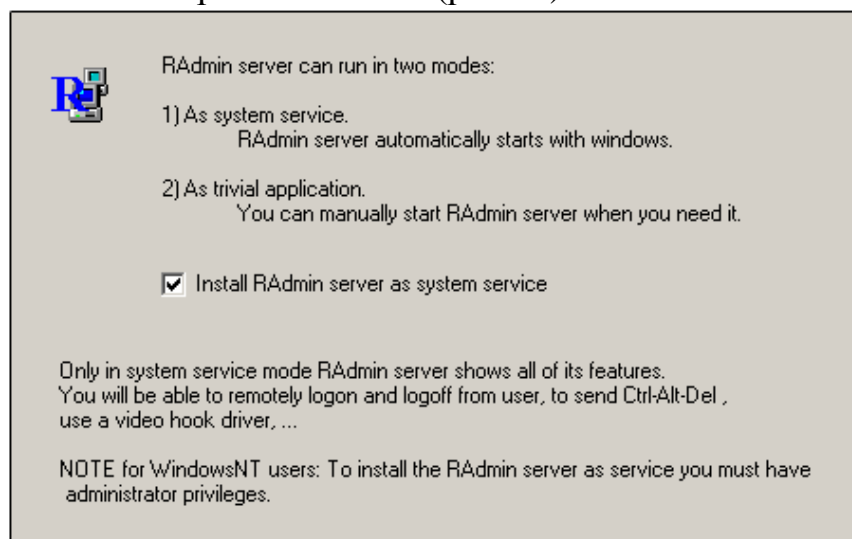 RAdmin server can run in two modes:
1) As system service.
RAdmin server automatically starts with windows.
2) As trivial application.
You can manually start RAdmin server when you need it.
Install RAdmin server as system service
Only in system service mode RAdmin server shows all of its features.
You will be able to remotely logon and logoff from user, to send Ctrl-Alt-Del ,
use a video hook driver, ...
NOTE for WindowsNT users: To install the RAdmin server as service you must have
administrator privileges.